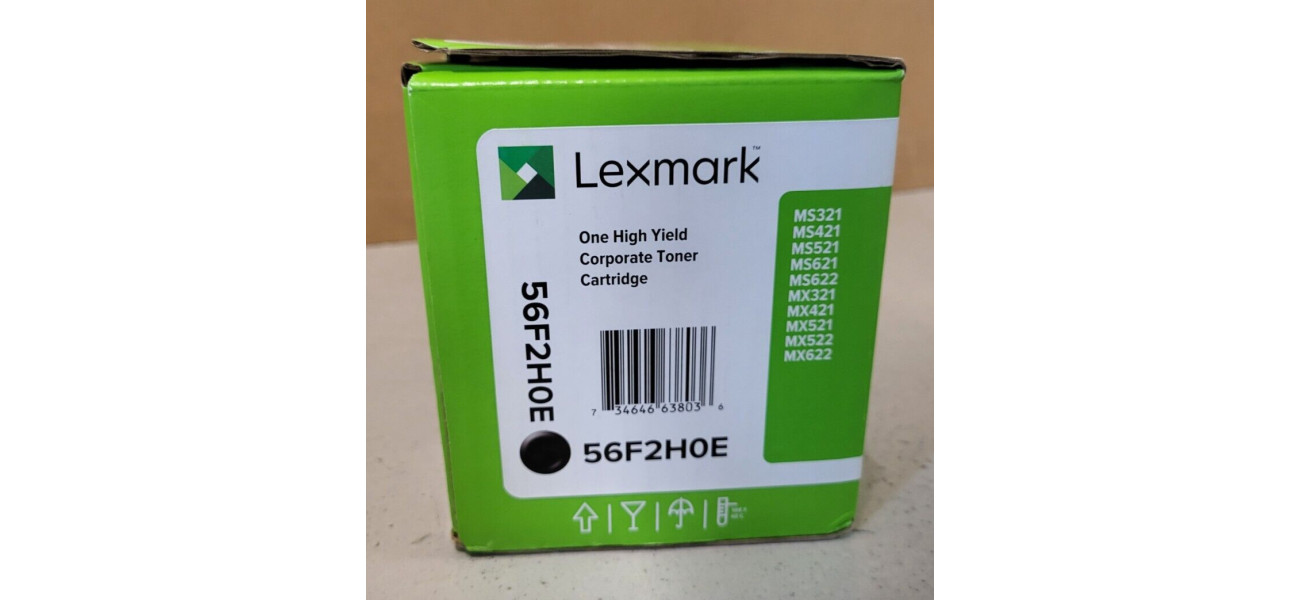 Lexmark™
One High Yield
Corporate Toner
Cartridge
56F2H0E
7 34646 63803 6
56F2H0E
MS321
MS421
MS521
MS621
MS622
MX321
MX421
MX521
MX522
MX622